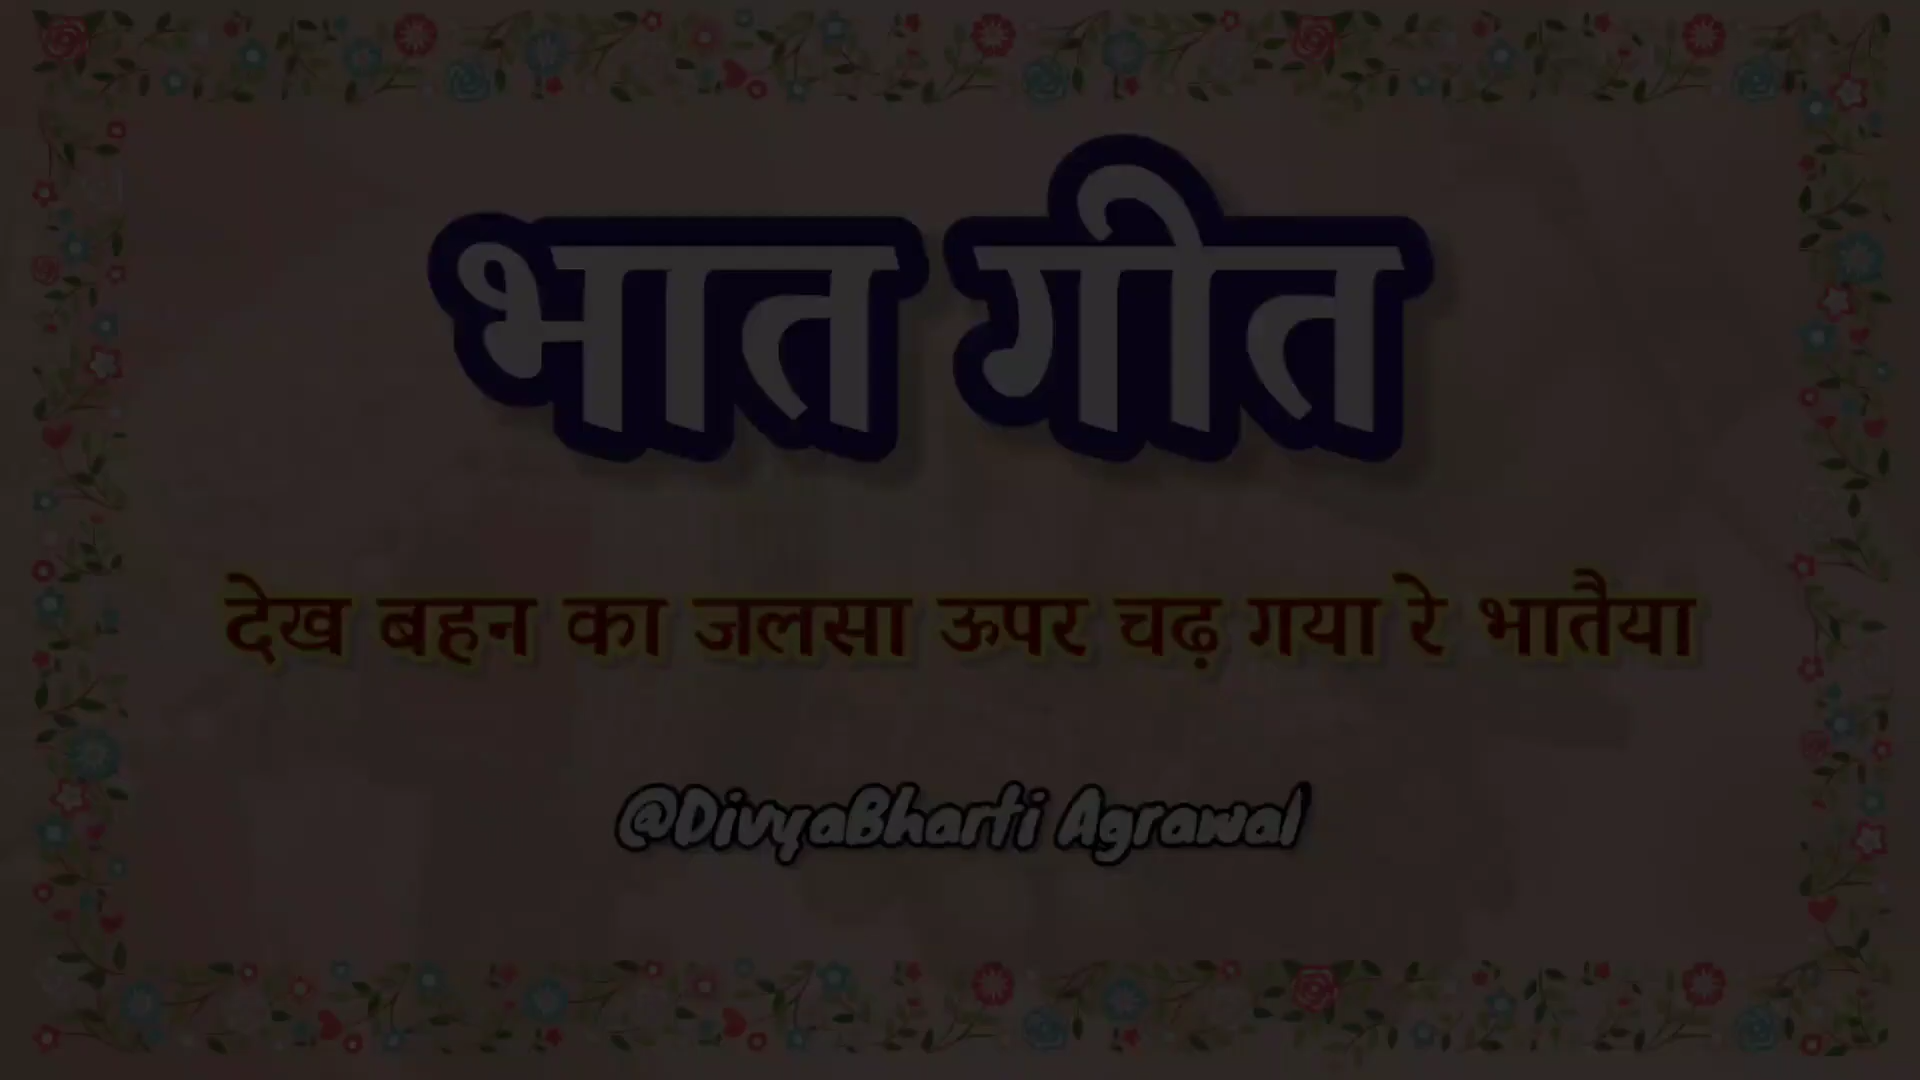 भात गीत
देख बहन का जलसा ऊपर चढ़ गया रे भातैया
@DivyaBharti Agrawal